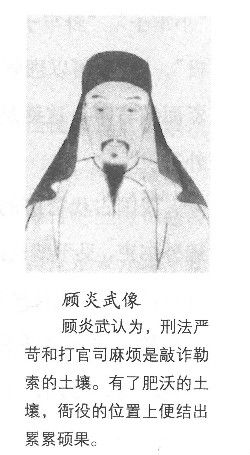 顾炎武像
顾炎武认为，刑法严
苛和打官司麻烦是敲诈勒
索的土壤。有了肥沃的土
壤，衙役的位置上便结出
累累硕果。